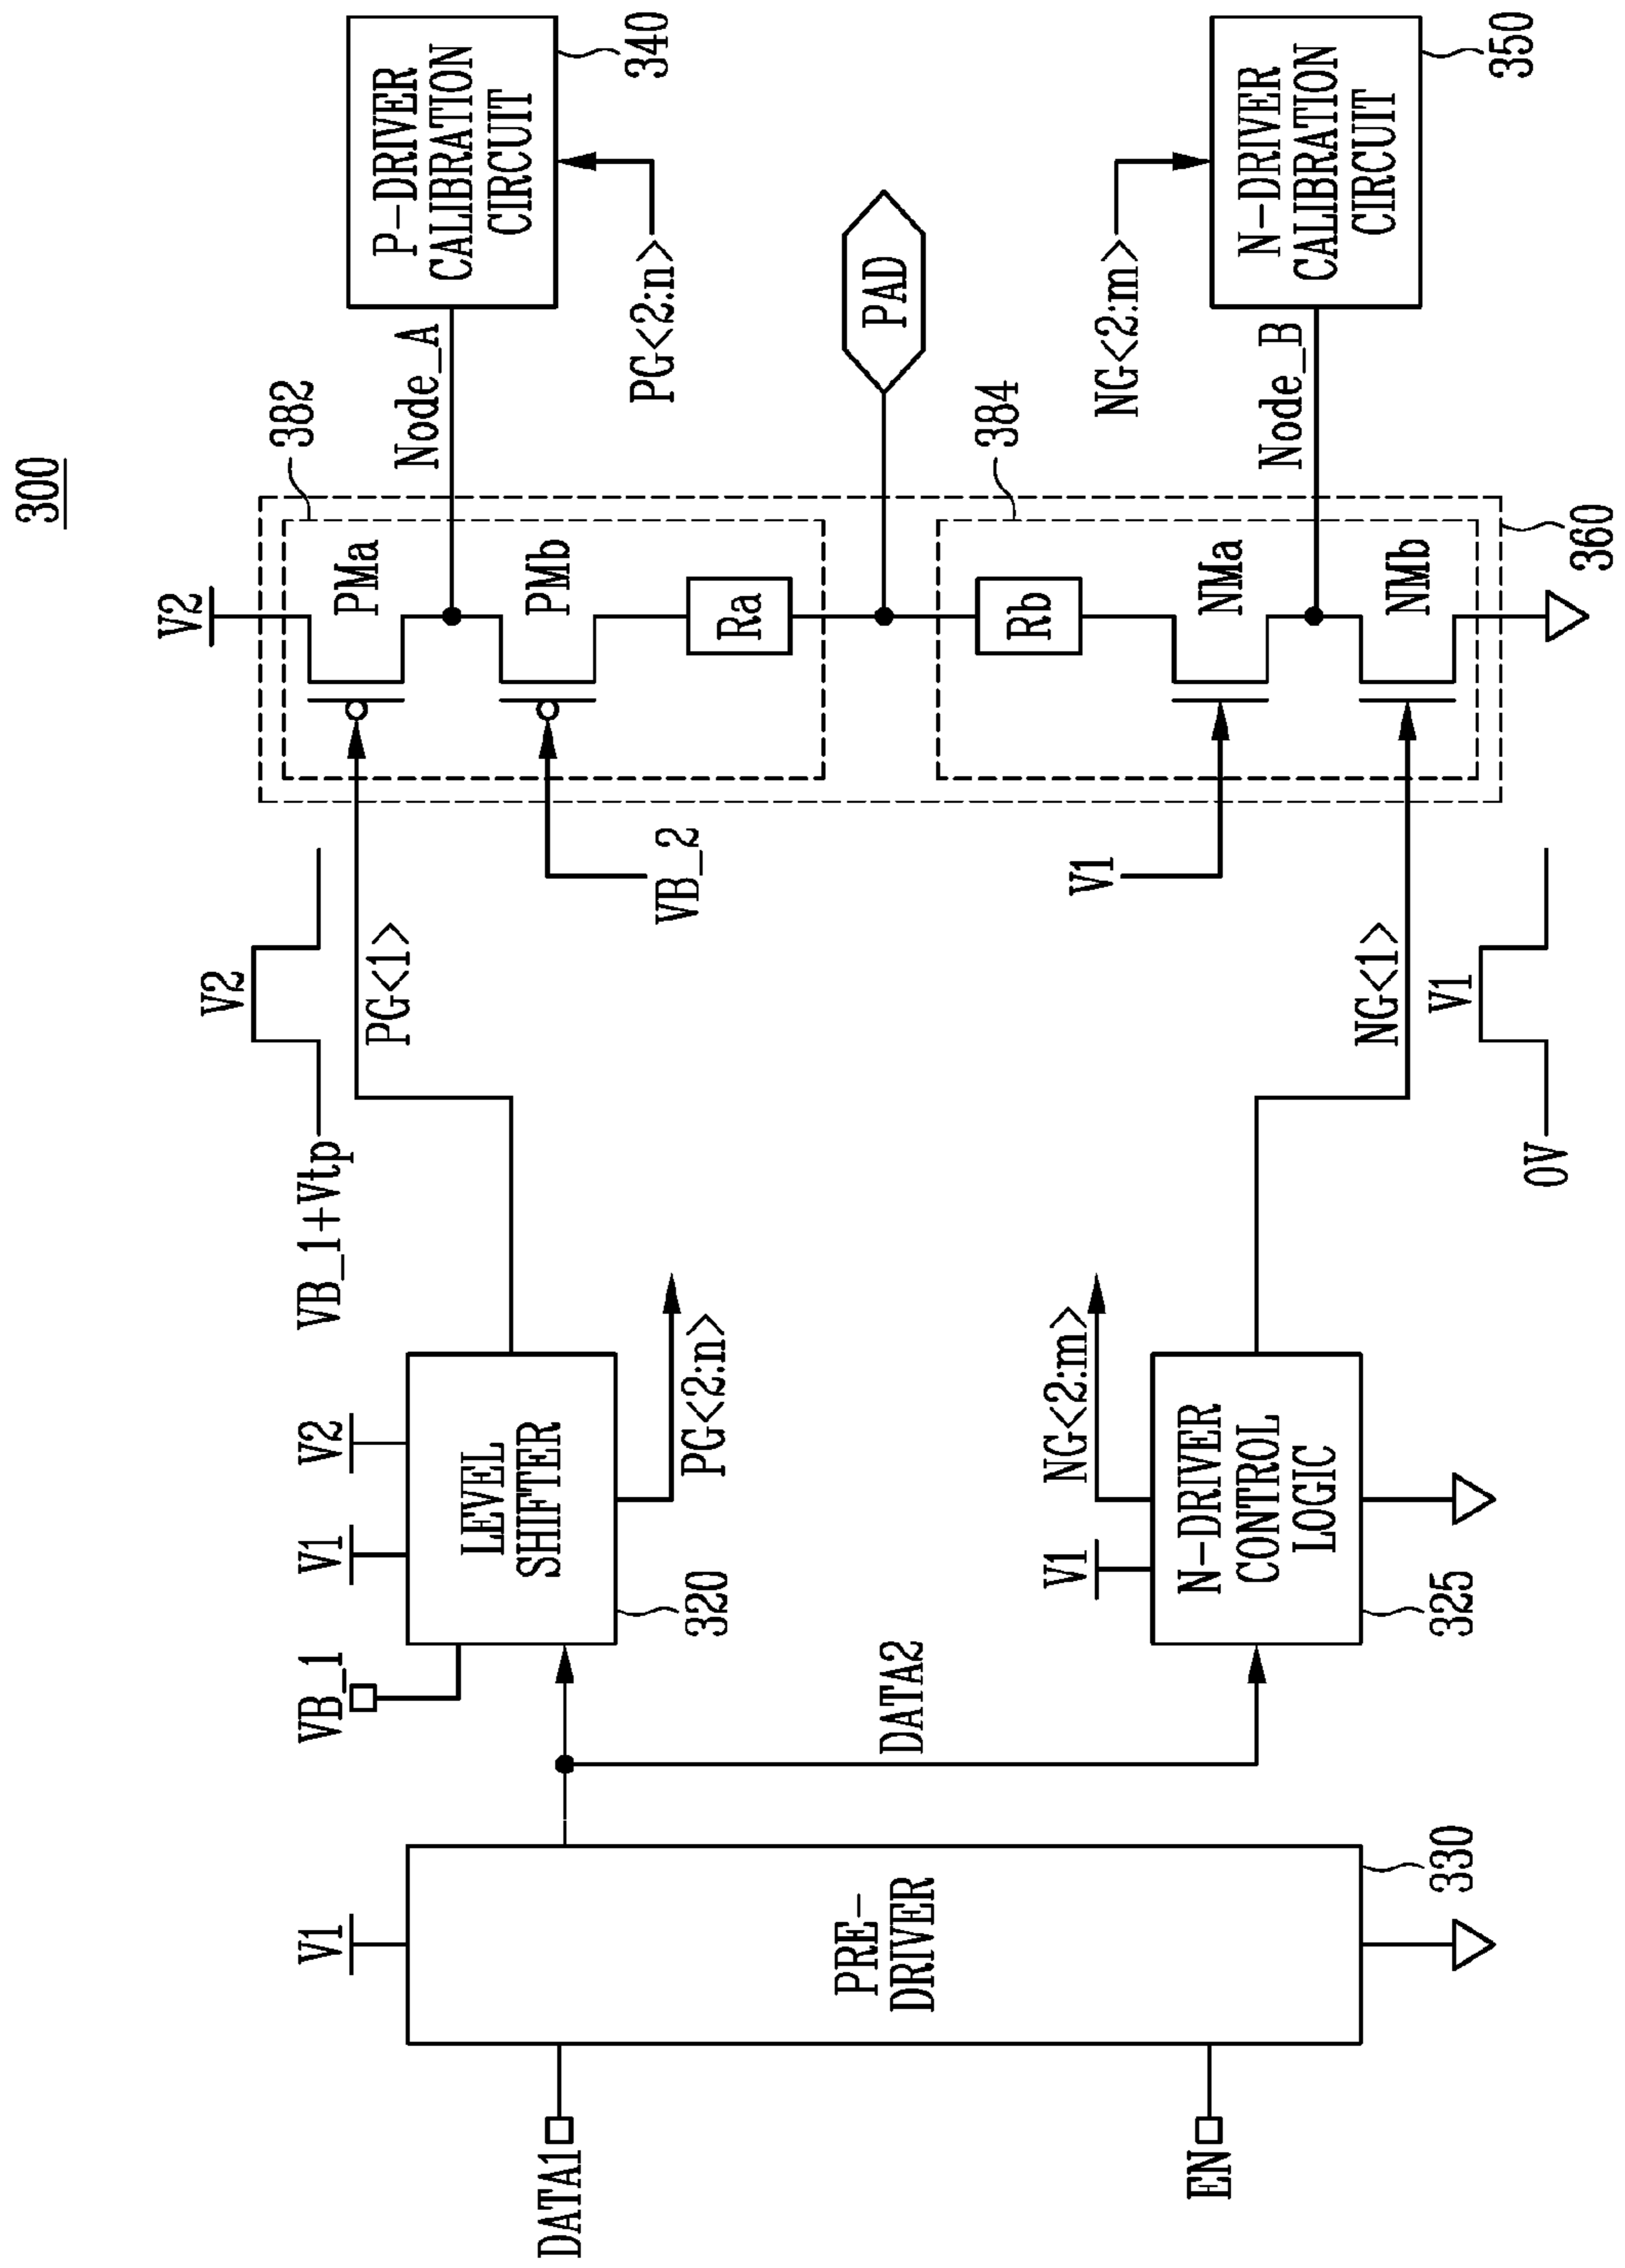 300
DATA1
EN
V1
PRE-
DRIVER
330
DATA2
VB_1
V1
V2
LEVEL
SHIFTER
320
PG<2:n>
V1
NG<2:m>
N-DRIVER
CONTROL
LOGIC
325
VB_1+Vtp
V2
PG<1>
VB_2
V1
NG<1>
0V
V1
V2
PMa
PMb
Ra
382
Rb
NMa
NMb
384
360
Node_A
P-DRIVER
CALIBRATION
CIRCUIT
340
PG<2:n>
PAD
NG<2:m>
Node_B
N-DRIVER
CALIBRATION
CIRCUIT
350